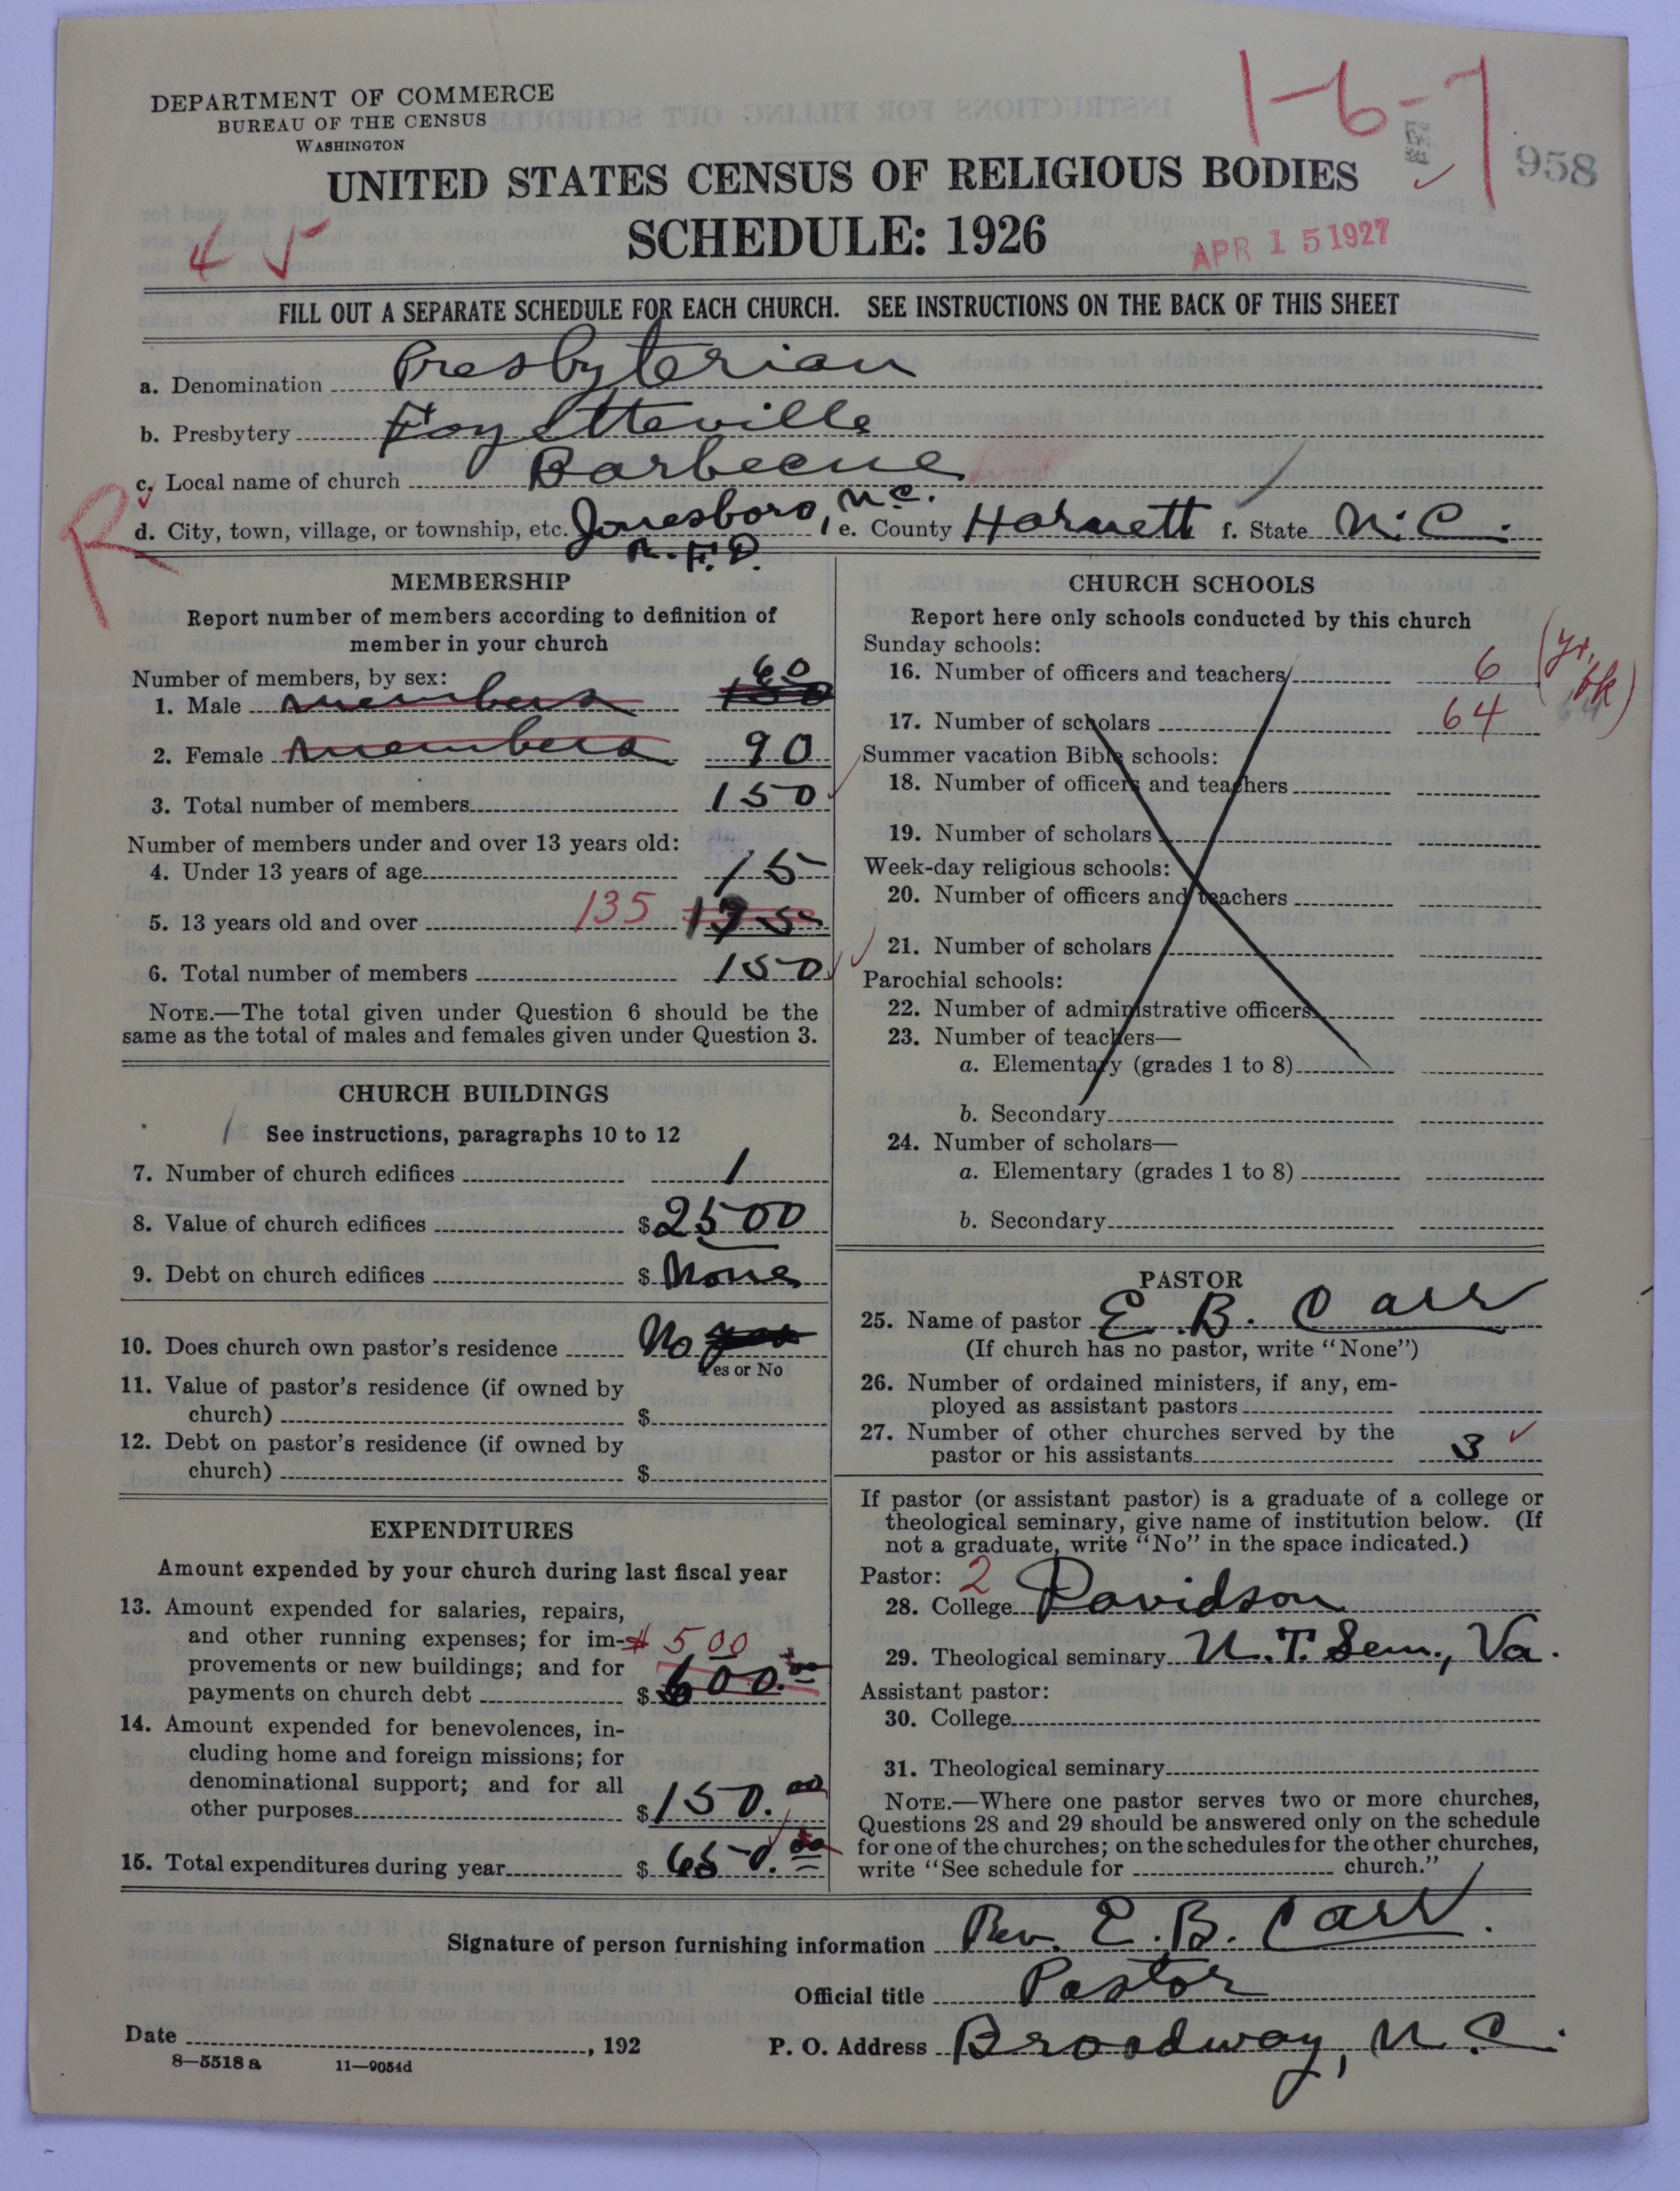 DEPARTMENT OF COMMERCE
BUREAU OF THE CENSUS
WASHINGTON
1-6-7
958
UNITED STATES CENSUS OF RELIGIOUS BODIES
SCHEDULE: 1926
APR 15 1927
45
FILL OUT A SEPARATE SCHEDULE FOR EACH CHURCH. SEE INSTRUCTIONS ON THE BACK OF THIS SHEET
a. Denomination Presbyterian
b. Presbytery Fayetteville
c. Local name of church Barbecue
d. City, town, village, or township, etc. Jonesboro, N.C. e. County Harnett f. State N.C.
R.F.D.
R
MEMBERSHIP
Report number of members according to definition of
member in your church
Number of members, by sex:
1. Male members 60
2. Female members 90
3. Total number of members 150
Number of members under and over 13 years old:
4. Under 13 years of age 15
5. 13 years old and over 135
6. Total number of members 150
NOTE.—The total given under Question 6 should be the
same as the total of males and females given under Question 3.
CHURCH BUILDINGS
See instructions, paragraphs 10 to 12
7. Number of church edifices 1
8. Value of church edifices $2500
9. Debt on church edifices $ None
10. Does church own pastor's residence No yes
Yes or No
11. Value of pastor's residence (if owned by
church) $
12. Debt on pastor's residence (if owned by
church) $
EXPENDITURES
Amount expended by your church during last fiscal year
13. Amount expended for salaries, repairs,
and other running expenses; for im- $500
provements or new buildings; and for
payments on church debt $600.00
14. Amount expended for benevolences, in-
cluding home and foreign missions; for
denominational support; and for all
other purposes $150.00
15. Total expenditures during year $650.00
CHURCH SCHOOLS
Report here only schools conducted by this church
Sunday schools:
16. Number of officers and teachers 6 (yr.
17. Number of scholars 64 bk)
Summer vacation Bible schools:
18. Number of officers and teachers
19. Number of scholars
Week-day religious schools:
20. Number of officers and teachers
21. Number of scholars
Parochial schools:
22. Number of administrative officers
23. Number of teachers—
a. Elementary (grades 1 to 8)
b. Secondary
24. Number of scholars—
a. Elementary (grades 1 to 8)
b. Secondary
PASTOR
25. Name of pastor E. B. Carr
(If church has no pastor, write "None")
26. Number of ordained ministers, if any, em-
ployed as assistant pastors
27. Number of other churches served by the
pastor or his assistants 3
If pastor (or assistant pastor) is a graduate of a college or
theological seminary, give name of institution below. (If
not a graduate, write "No" in the space indicated.)
Pastor: 2
28. College Davidson
29. Theological seminary U. T. Sem., Va.
Assistant pastor:
30. College
31. Theological seminary
NOTE.—Where one pastor serves two or more churches,
Questions 28 and 29 should be answered only on the schedule
for one of the churches; on the schedules for the other churches,
write "See schedule for church."
Signature of person furnishing information Rev. E. B. Carr.
Official title Pastor
Date , 192
P. O. Address Broadway, N. C.
8—5518 a 11—9054d